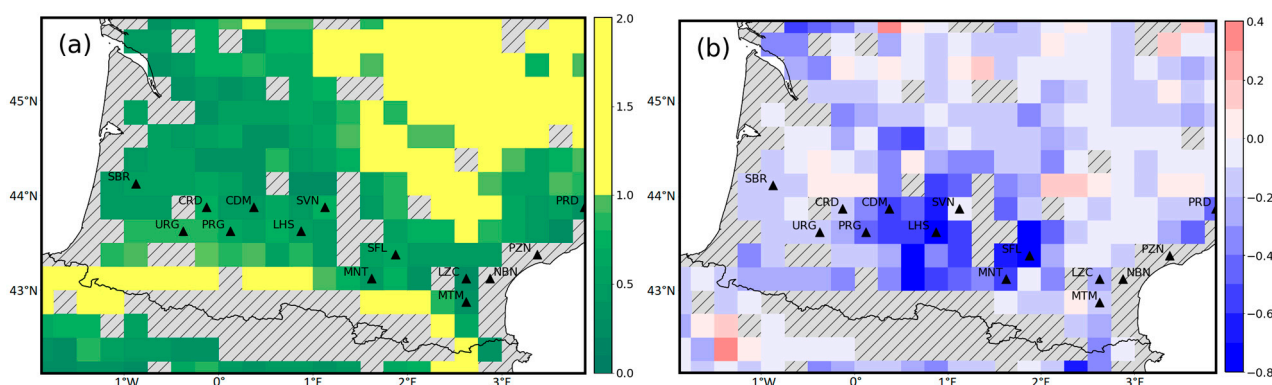 (a)
45°N
44°N
43°N
1°W 0° 1°E 2°E 3°E
SBR
CRD CDM SVN
URG PRG LHS
SFL
MNT
LZC NBN
MTM
PZN
PRD
2.0
1.5
1.0
0.5
0.0
(b)
45°N
44°N
43°N
1°W 0° 1°E 2°E 3°E
SBR
CRD CDM SVN
URG PRG LHS
SFL
MNT
LZC NBN
MTM
PZN
PRD
0.4
0.2
0.0
−0.2
−0.4
−0.6
−0.8